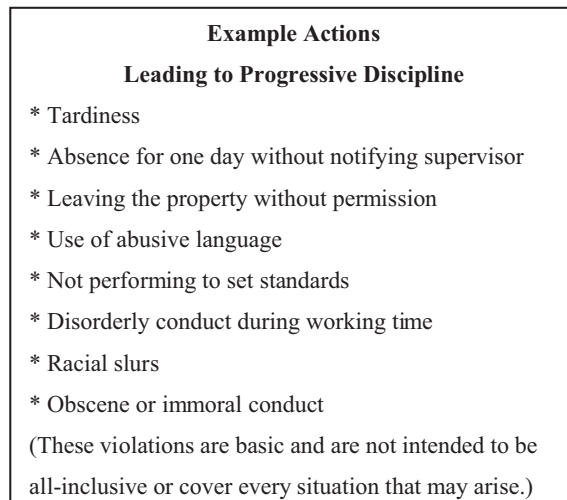 Example Actions
Leading to Progressive Discipline
* Tardiness
* Absence for one day without notifying supervisor
* Leaving the property without permission
* Use of abusive language
* Not performing to set standards
* Disorderly conduct during working time
* Racial slurs
* Obscene or immoral conduct
(These violations are basic and are not intended to be
all-inclusive or cover every situation that may arise.)